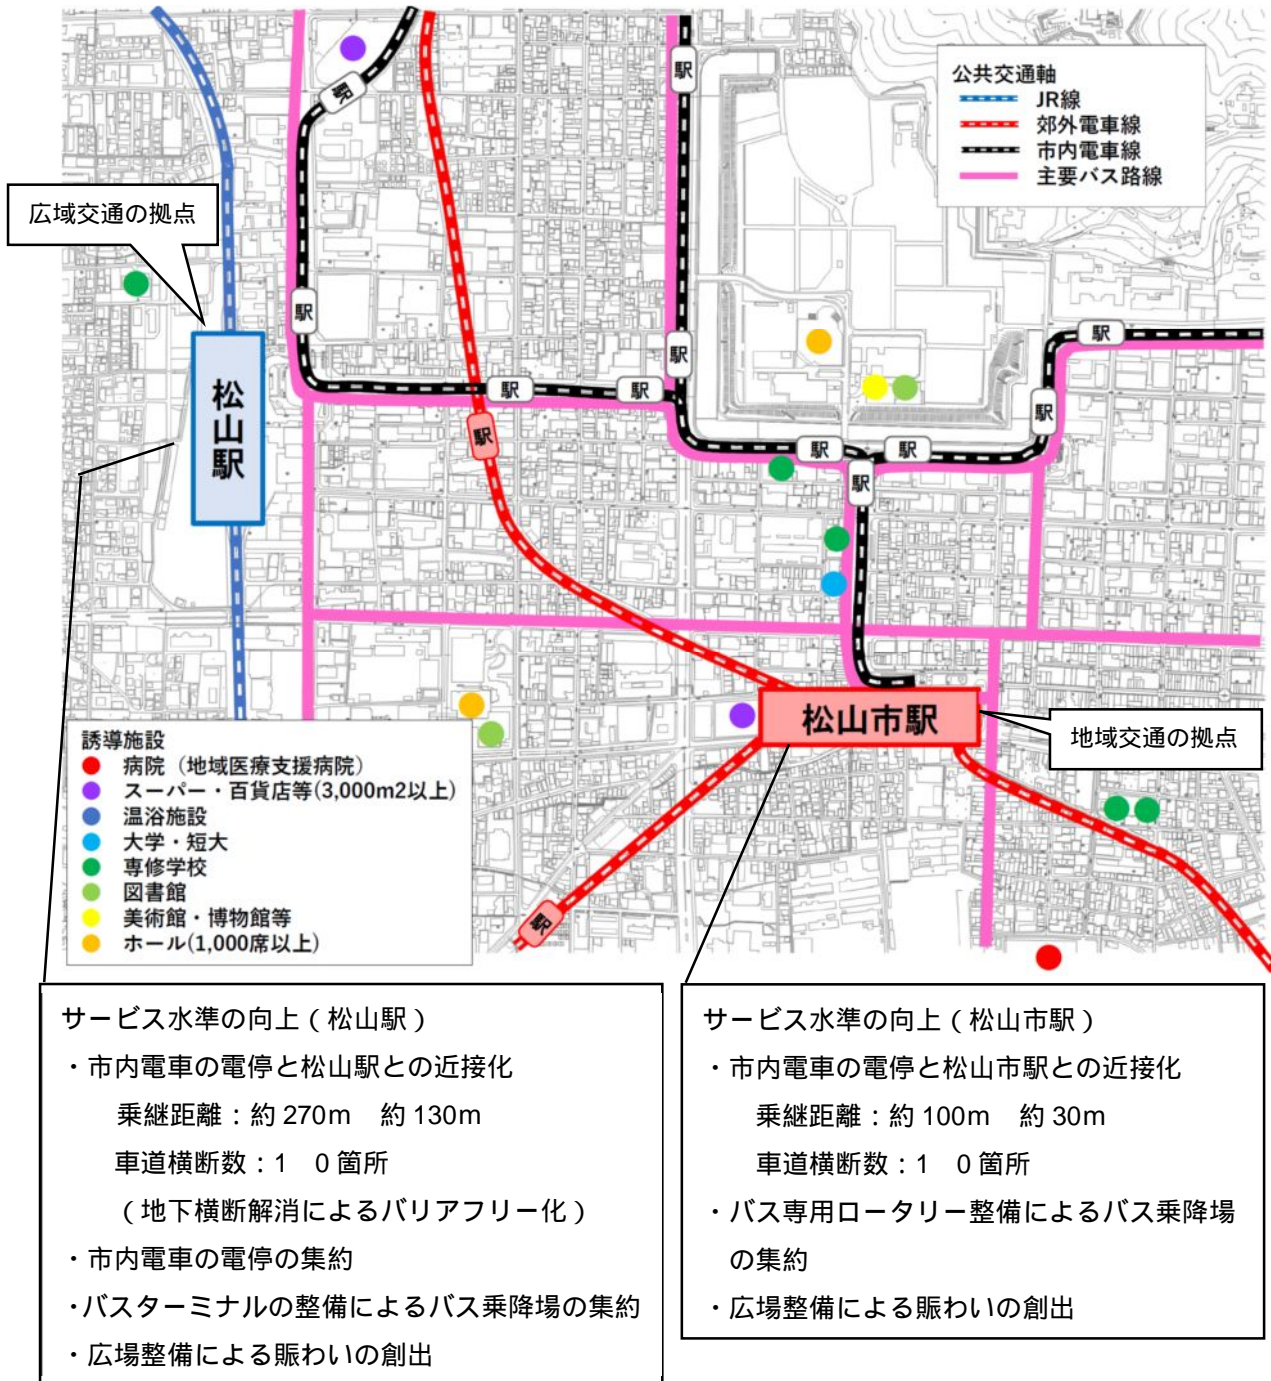 駅
駅
公共交通軸
JR線
郊外電車線
市内電車線
主要バス路線
広域交通の拠点
駅
駅
駅
松山駅
駅
駅
駅
駅
駅
駅
駅
松山市駅
地域交通の拠点
誘導施設
病院（地域医療支援病院）
スーパー・百貨店等(3,000m2以上)
温浴施設
大学・短大
専修学校
図書館
美術館・博物館等
ホール(1,000席以上)
駅
サービス水準の向上（松山駅）
・市内電車の電停と松山駅との近接化
乗継距離：約270m　約130m
車道横断数：1　0箇所
（地下横断解消によるバリアフリー化）
・市内電車の電停の集約
・バスターミナルの整備によるバス乗降場の集約
・広場整備による賑わいの創出
サービス水準の向上（松山市駅）
・市内電車の電停と松山市駅との近接化
乗継距離：約100m　約30m
車道横断数：1　0箇所
・バス専用ロータリー整備によるバス乗降場
の集約
・広場整備による賑わいの創出